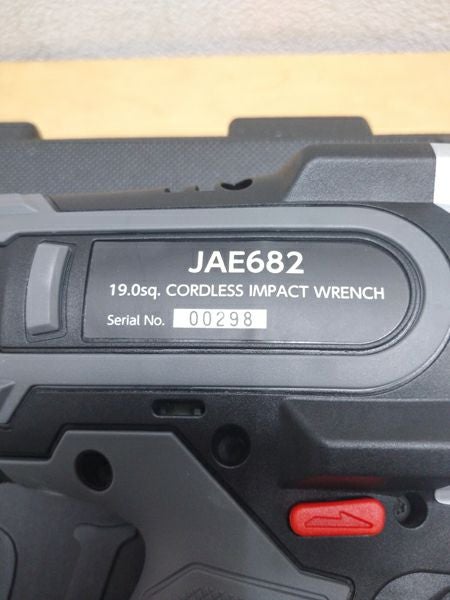 JAE682
19.0sq. CORDLESS IMPACT WRENCH
Serial No. 00298